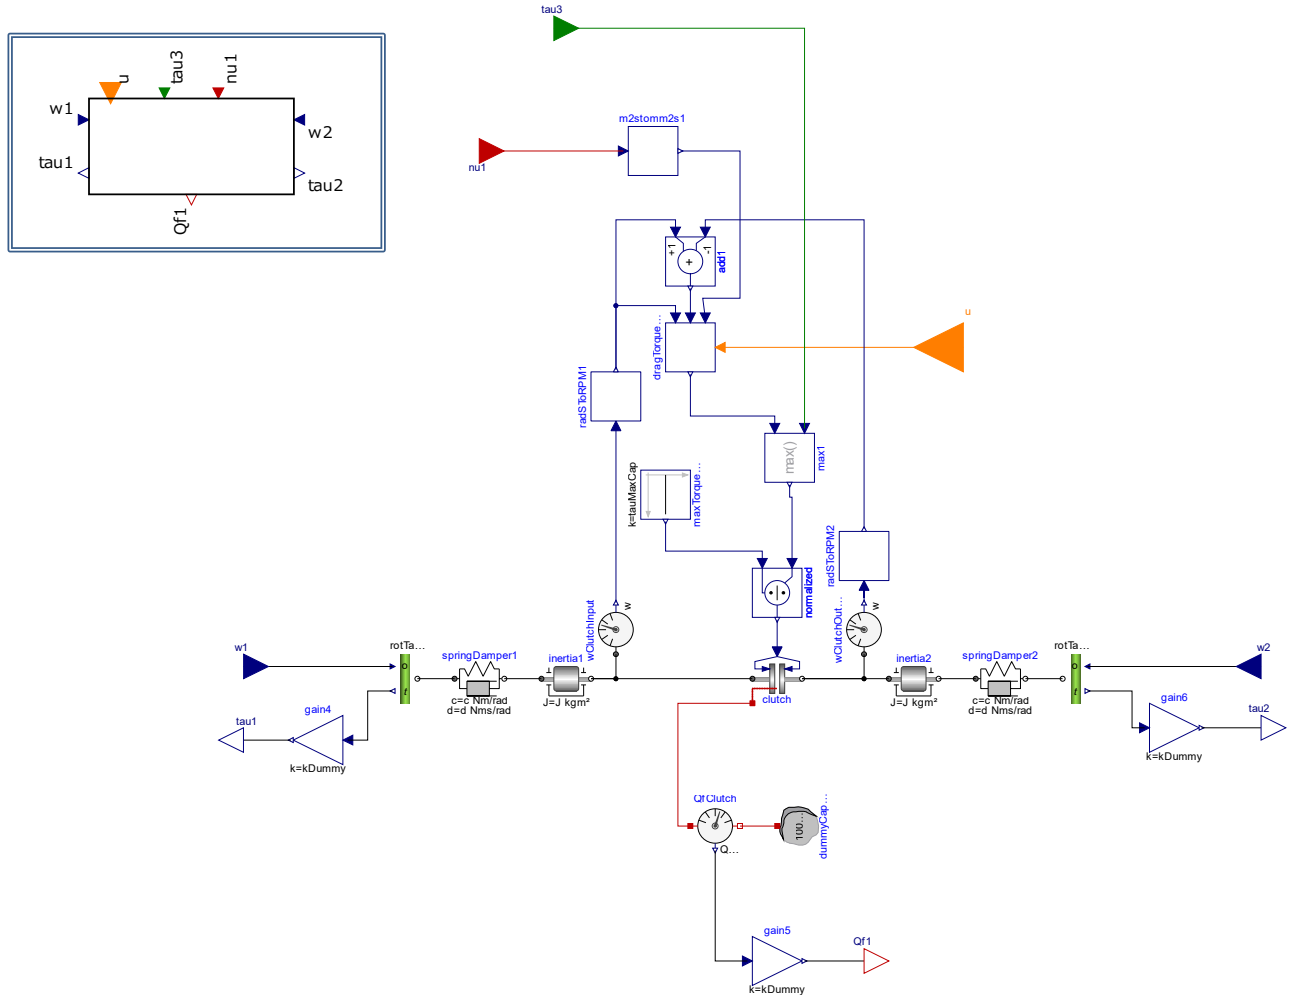 tau3
u
tau3
nu1
w1
w2
tau1
tau2
Qf1
m2stomm2s1
nu1
+1
-1
+
add1
u
dragTorque...
radSToRPM1
max()
max1
k=tauMaxCap
maxTorque...
radSToRPM2
normalized
wClutchInput
w
wClutchOut...
w
w1
rotTa...
o
t
springDamper1
c=c Nm/rad
d=d Nms/rad
inertia1
J=J kgm²
clutch
inertia2
J=J kgm²
springDamper2
c=c Nm/rad
d=d Nms/rad
rotTa...
o
t
w2
tau1
gain4
k=kDummy
gain6
k=kDummy
tau2
QfClutch
Q...
100...
dummyCap...
gain5
k=kDummy
Qf1